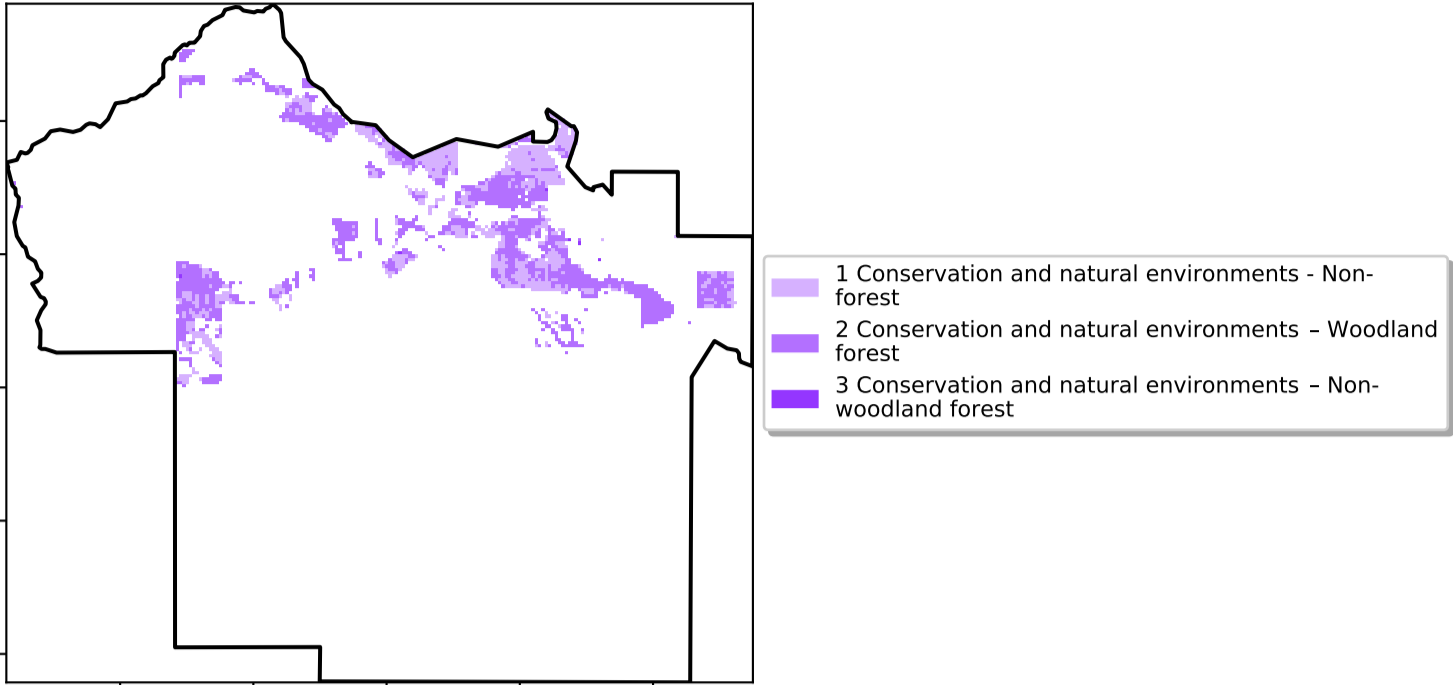 1 Conservation and natural environments - Non-
forest
2 Conservation and natural environments – Woodland
forest
3 Conservation and natural environments – Non-
woodland forest